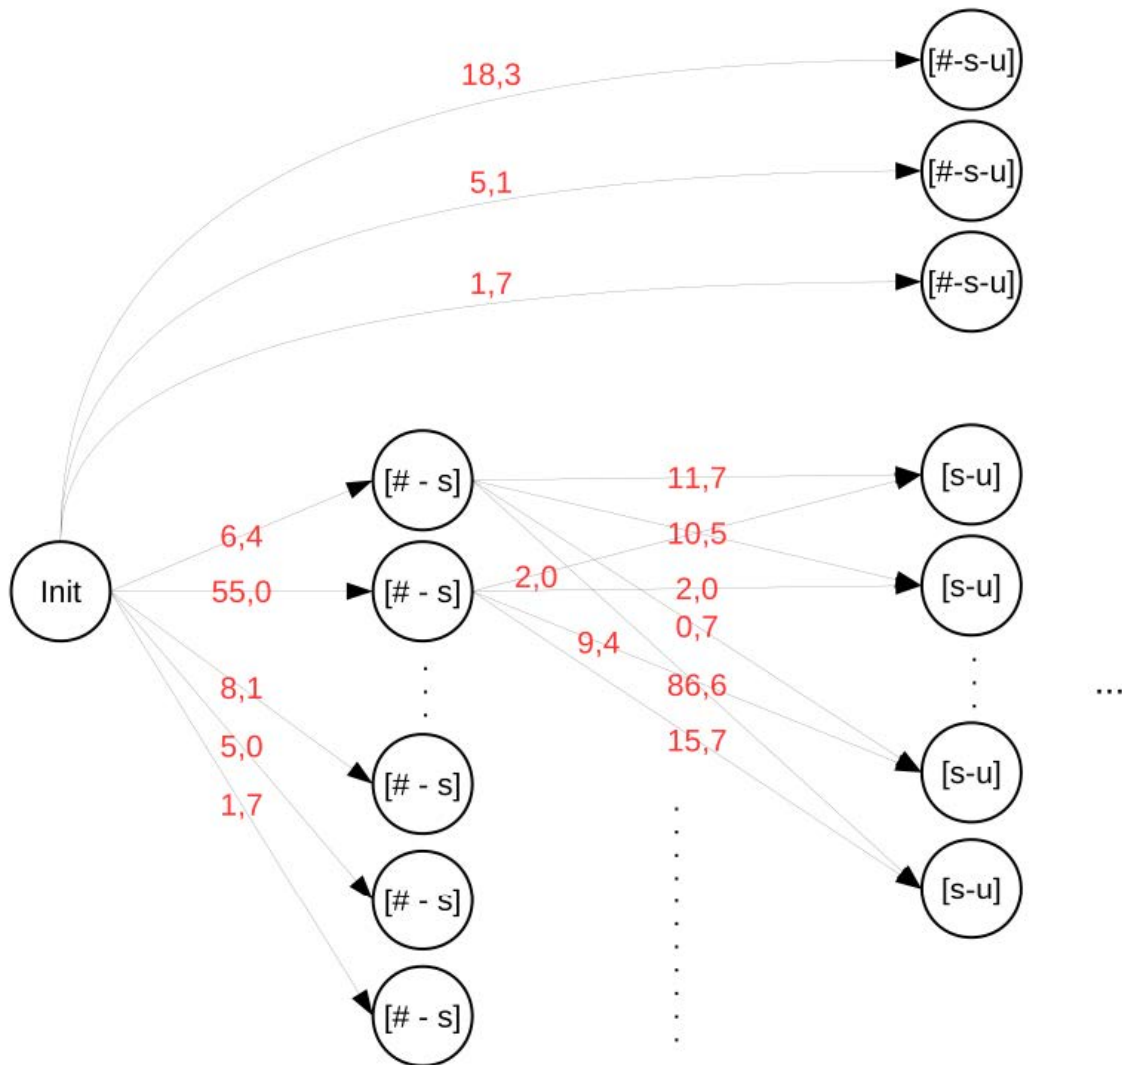 [#-s-u]
18,3
[#-s-u]
5,1
[#-s-u]
1,7
[# - s]
11,7
[s-u]
6,4
10,5
Init
55,0
[# - s]
2,0
2,0
[s-u]
0,7
9,4
8,1
86,6
...
5,0
15,7
[# - s]
[s-u]
1,7
[# - s]
[s-u]
[# - s]